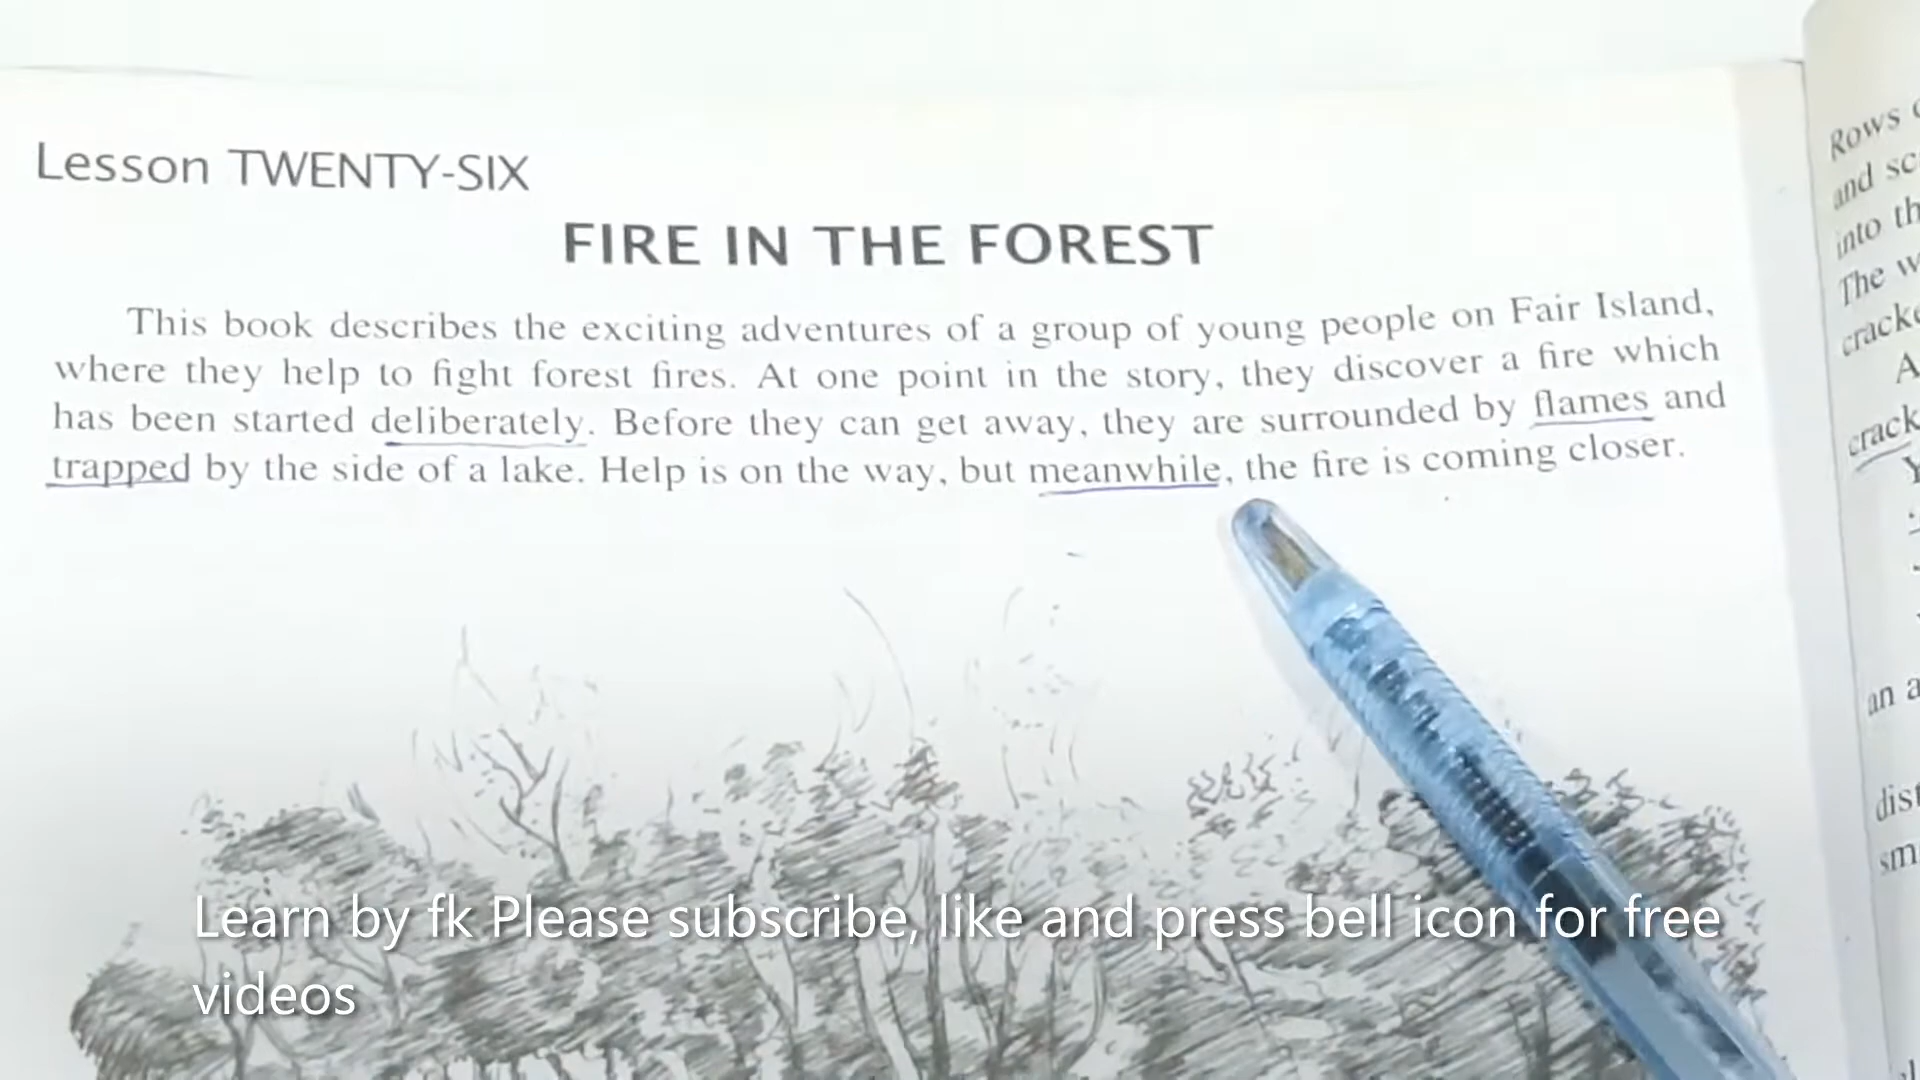 Lesson TWENTY-SIX
FIRE IN THE FOREST
This book describes the exciting adventures of a group of young people on Fair Island,
where they help to fight forest fires. At one point in the story, they discover a fire which
has been started deliberately. Before they can get away, they are surrounded by flames and
trapped by the side of a lake. Help is on the way, but meanwhile, the fire is coming closer.
Rows
and
into
The
an
Learn by fk Please subscribe, like and press bell icon for free
videos